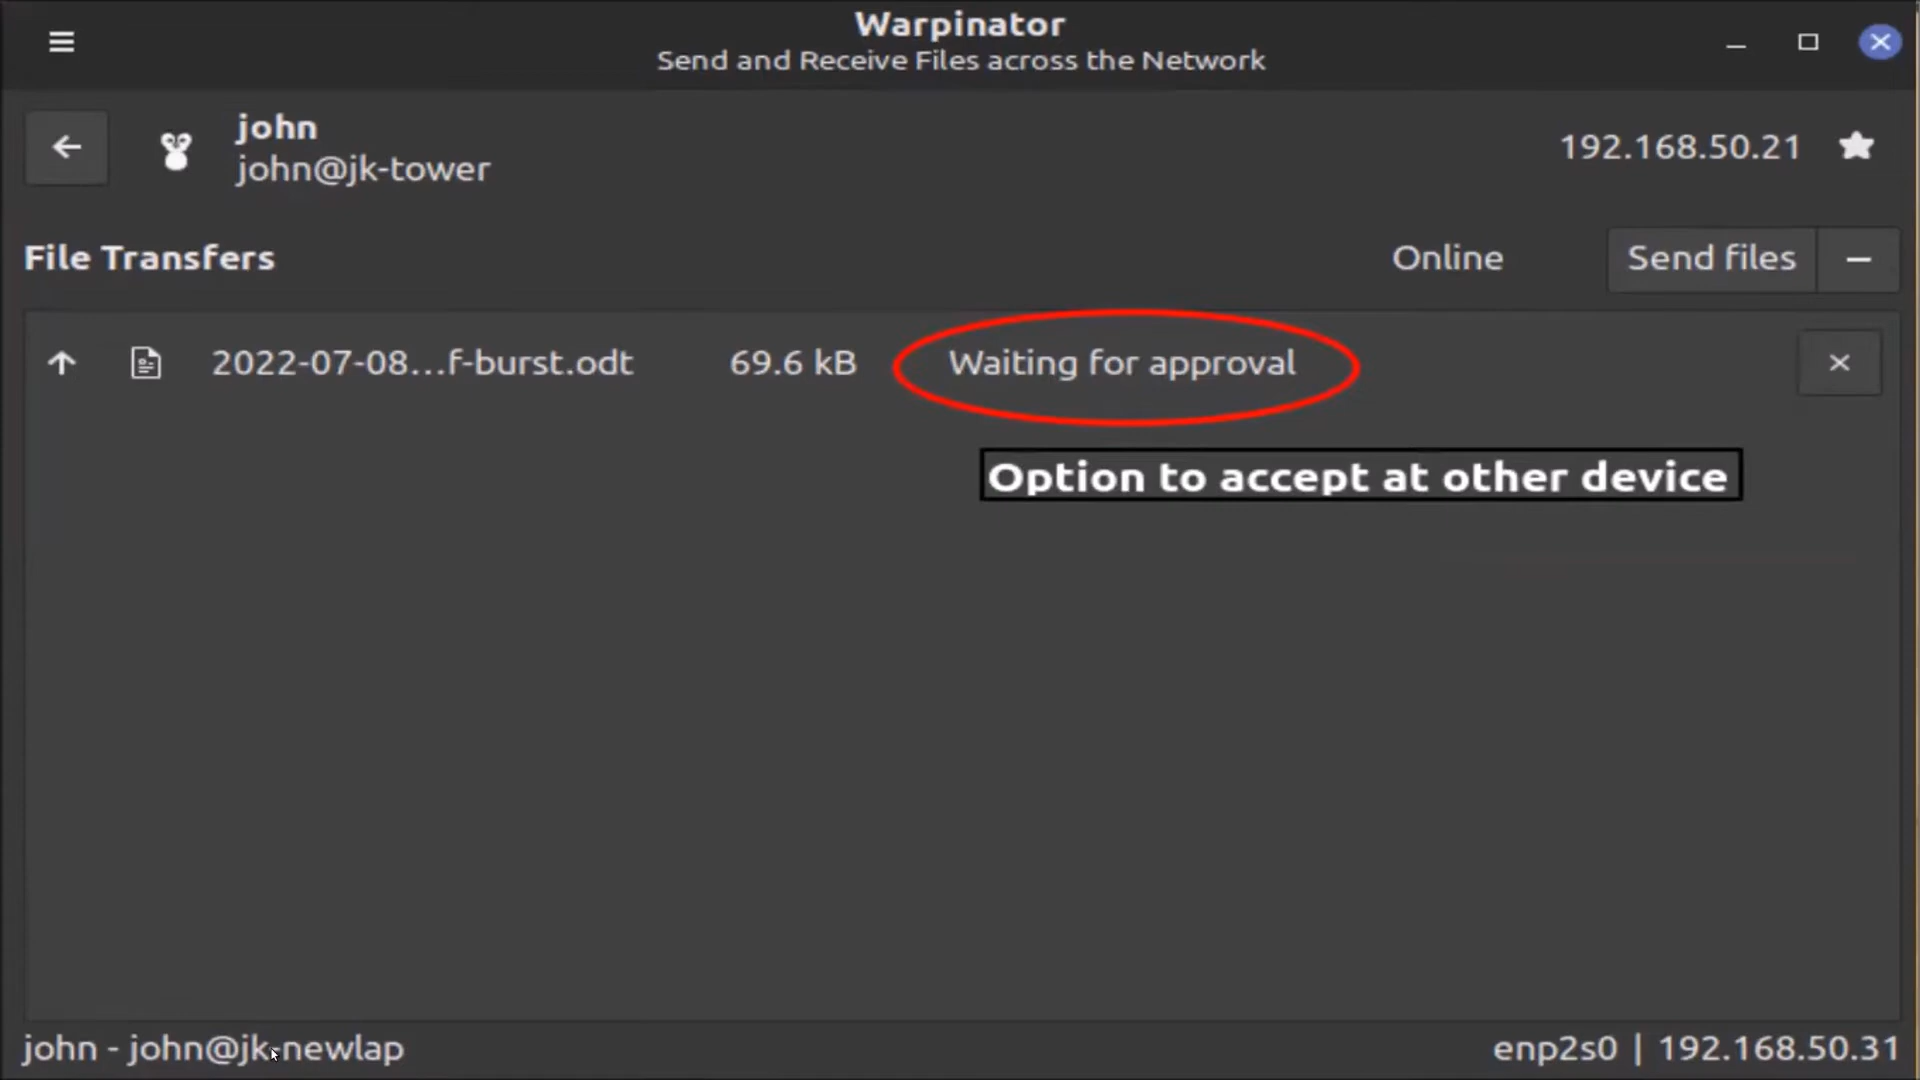 Warpinator
Send and Receive Files across the Network
john
john@jk-tower
192.168.50.21
File Transfers
Online
Send files
2022-07-08...f-burst.odt
69.6 kB
Waiting for approval
Option to accept at other device
john - john@jk-newlap
enp2s0 | 192.168.50.31